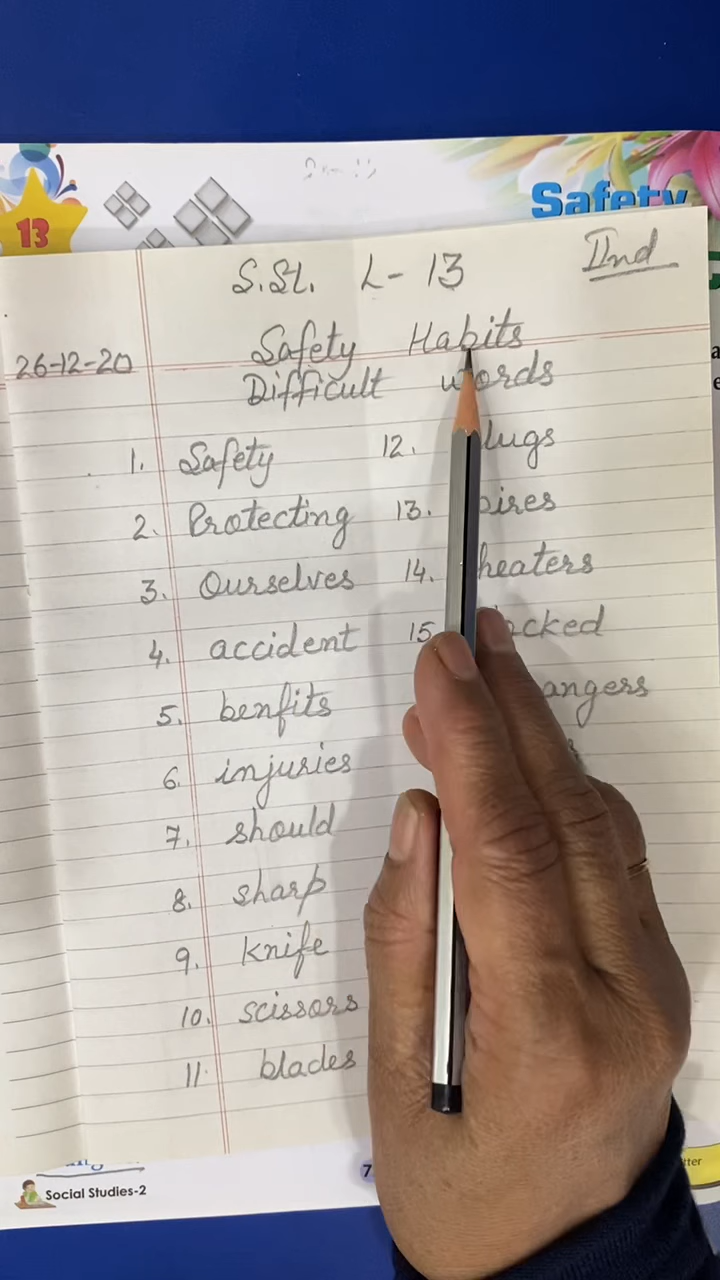 13
Safety
S.St. L- 13
IInd
26-12-20
Safety Habits
Difficult words
1. Safety
2. Protecting
3. Ourselves
4. accident
5. benfits
6. injuries
7. should
8. sharp
9. knife
10. scissors
11. blades
12. lugs
13. ires
14. heaters
15 cked
angers
Social Studies-2
7
tter